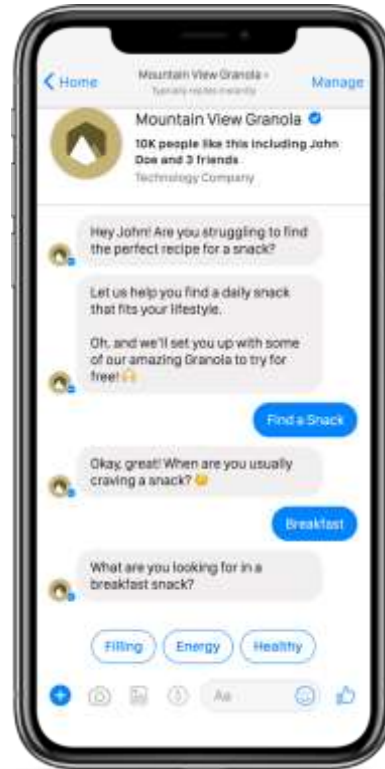 Home
Mountain View Granola
Typically replies instantly
Manage
Mountain View Granola
10K people like this including John
Doe and 3 friends
Technology Company
Hey John! Are you struggling to find
the perfect recipe for a snack?
Let us help you find a daily snack
that fits your lifestyle.
Oh, and we'll set you up with some
of our amazing Granola to try for
free!🙌
Find a Snack
Okay, great! When are you usually
craving a snack?
Breakfast
What are you looking for in a
breakfast snack?
Filling
Energy
Healthy
Aa